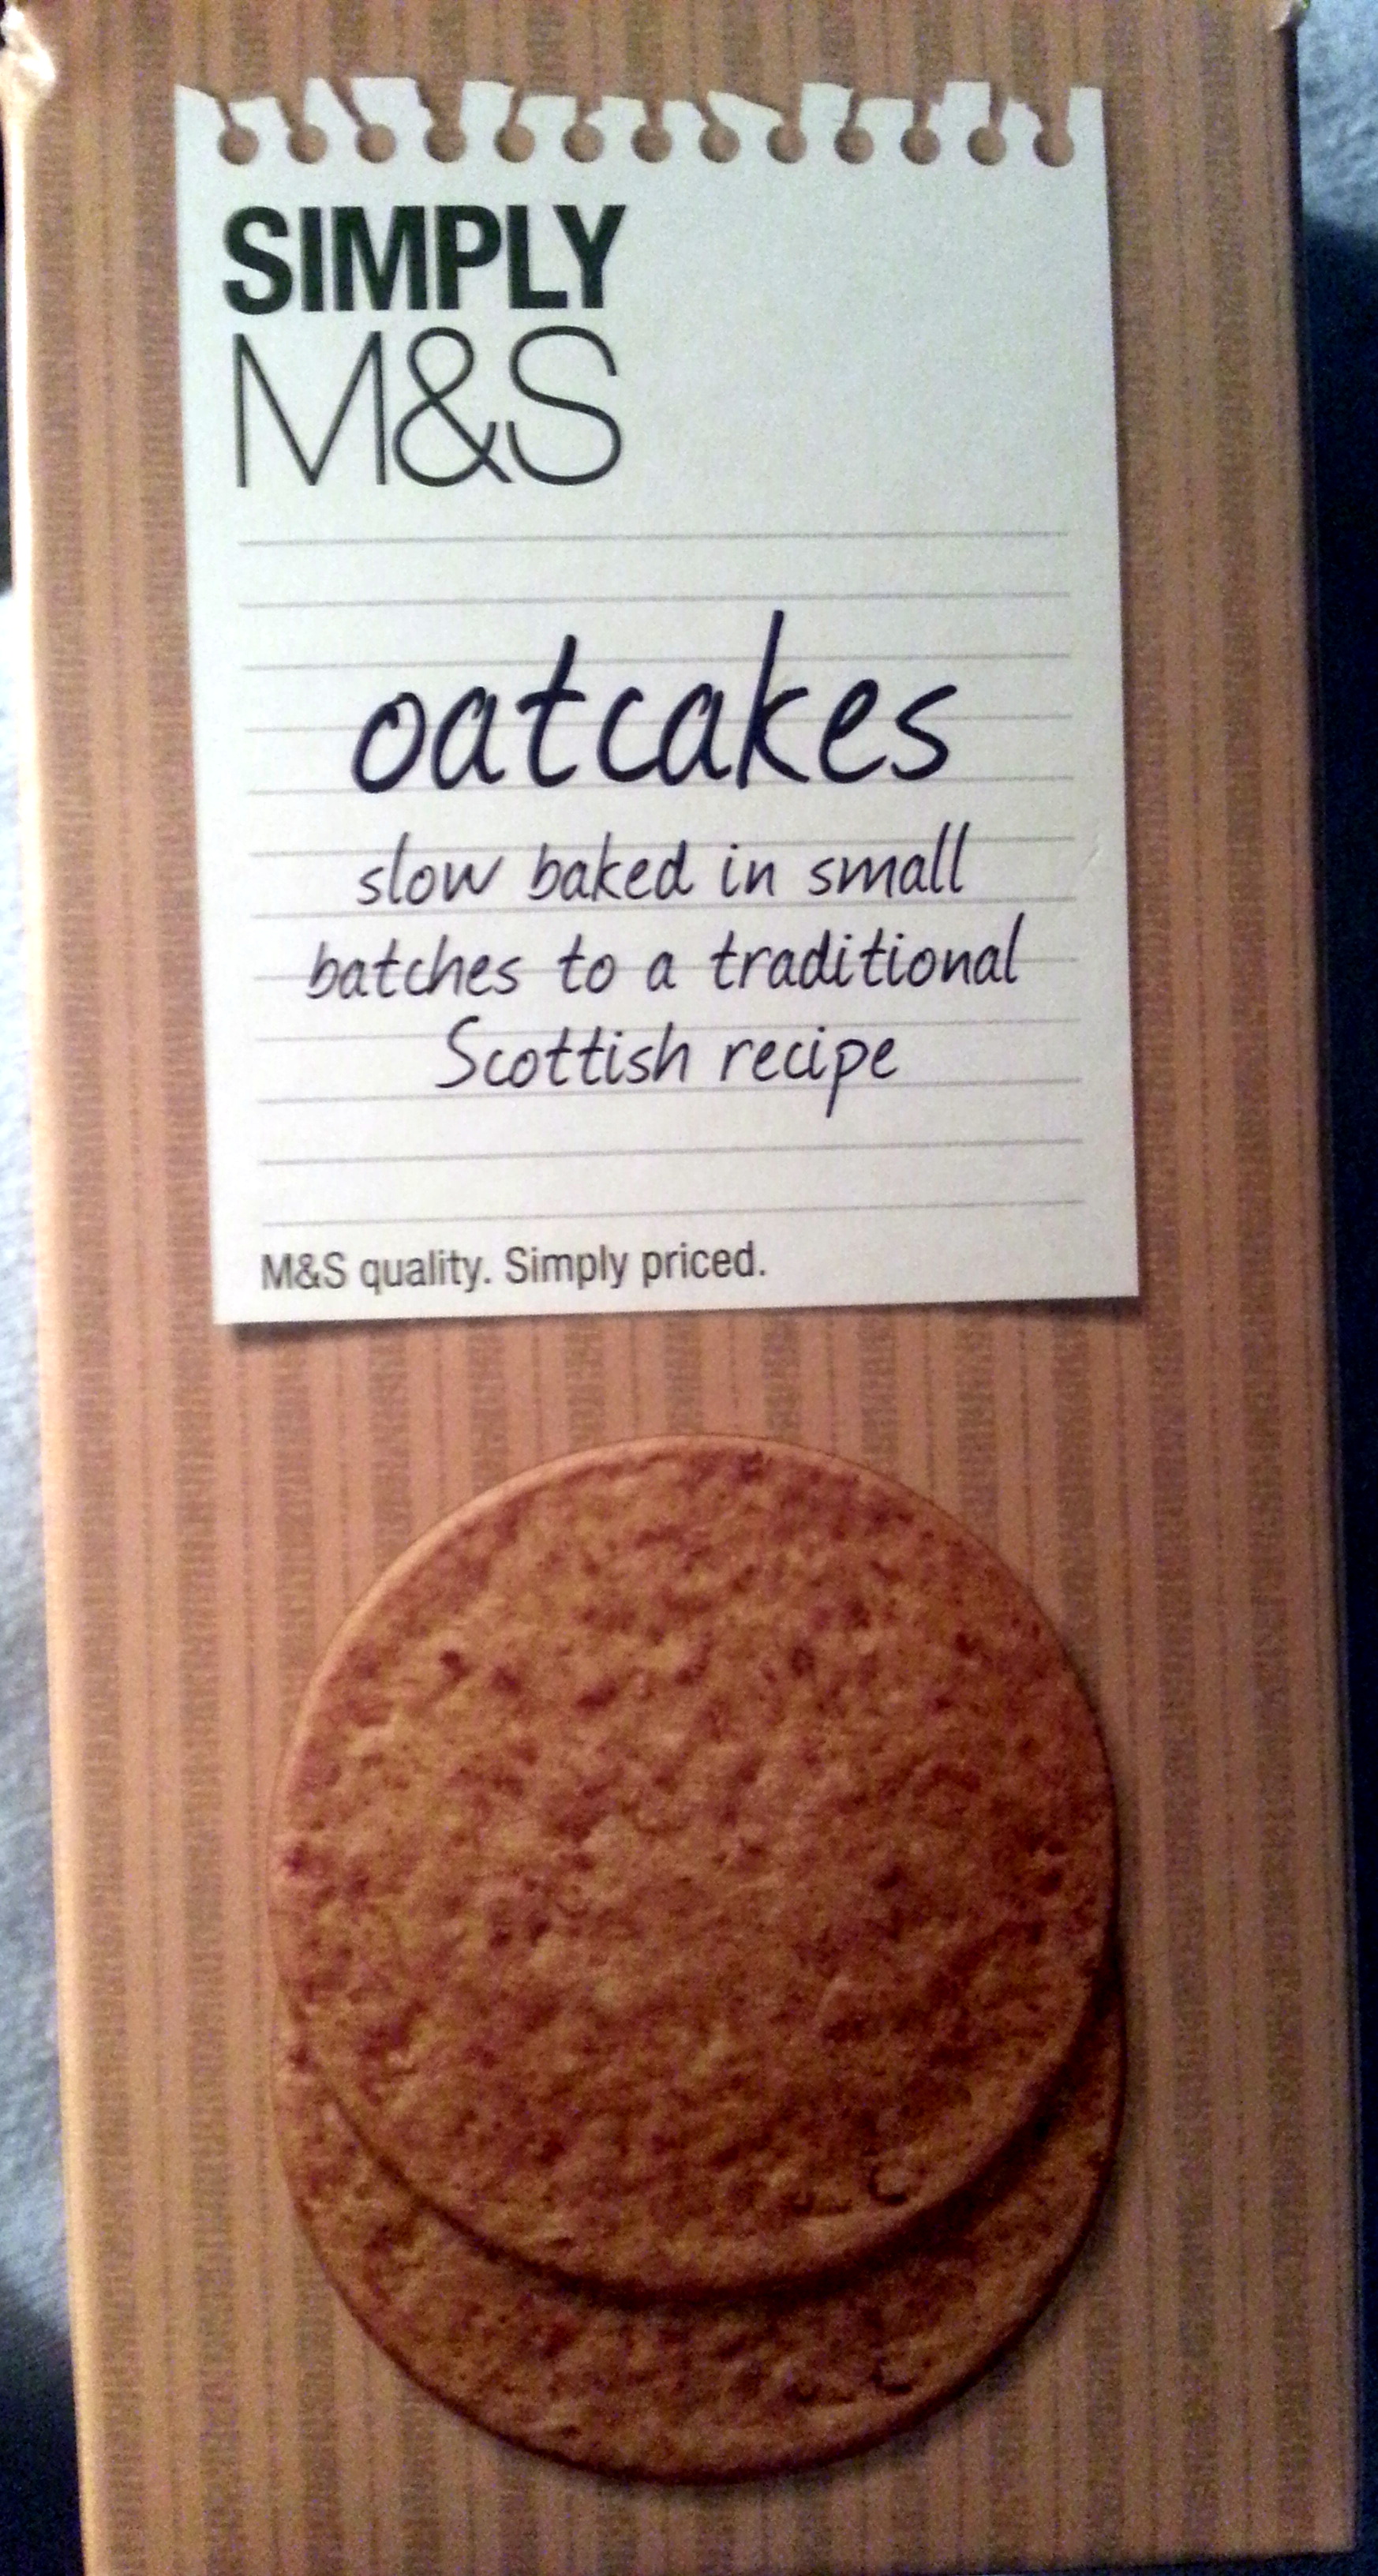 SIMPLY
M&S
oatcakes
slow baked in small
batches to a traditional
Scottish recipe
M&S quality. Simply priced.